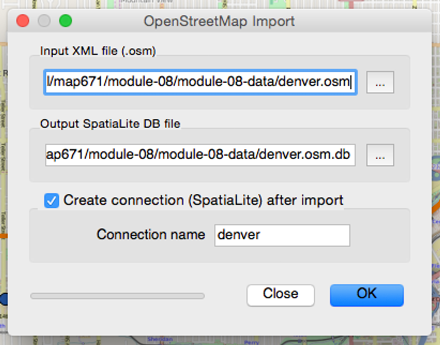 OpenStreetMap Import
Input XML file (.osm)
l/map671/module-08/module-08-data/denver.osm
...
Output SpatiaLite DB file
ap671/module-08/module-08-data/denver.osm.db
...
Create connection (SpatiaLite) after import
Connection name denver
Close OK